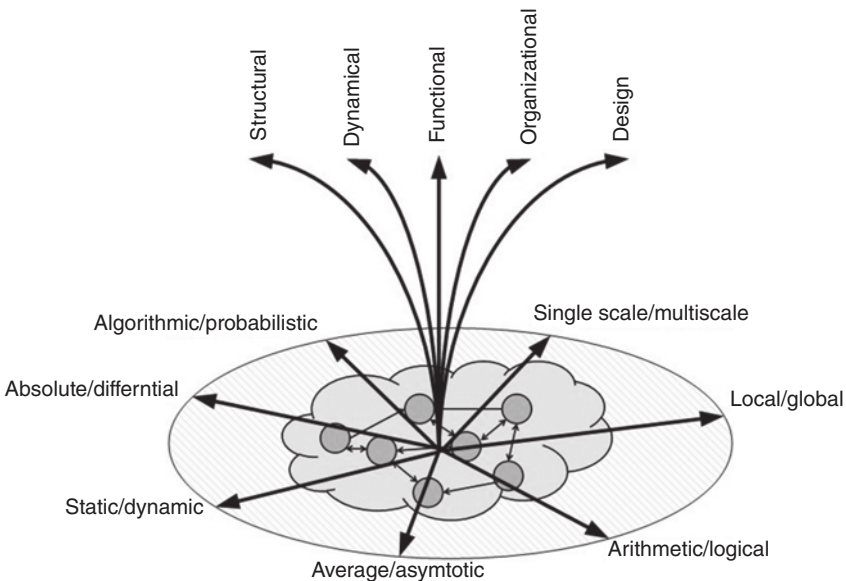 Structural
Dynamical
Functional
Organizational
Design
Algorithmic/probabilistic
Single scale/multiscale
Absolute/differntial
Local/global
Static/dynamic
Average/asymtotic
Arithmetic/logical